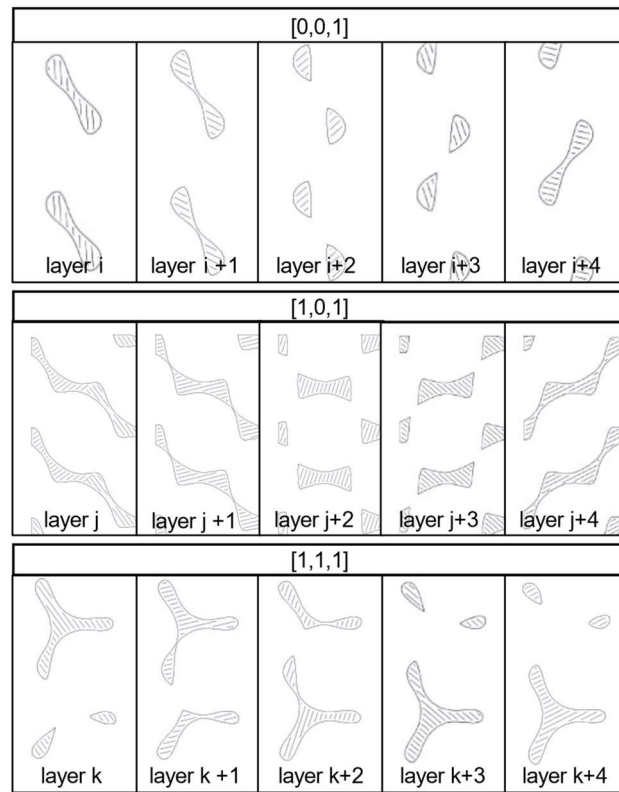 [0,0,1]
layer i layer i +1 layer i+2 layer i+3 layer i+4
[1,0,1]
layer j layer j +1 layer j+2 layer j+3 layer j+4
[1,1,1]
layer k layer k +1 layer k+2 layer k+3 layer k+4